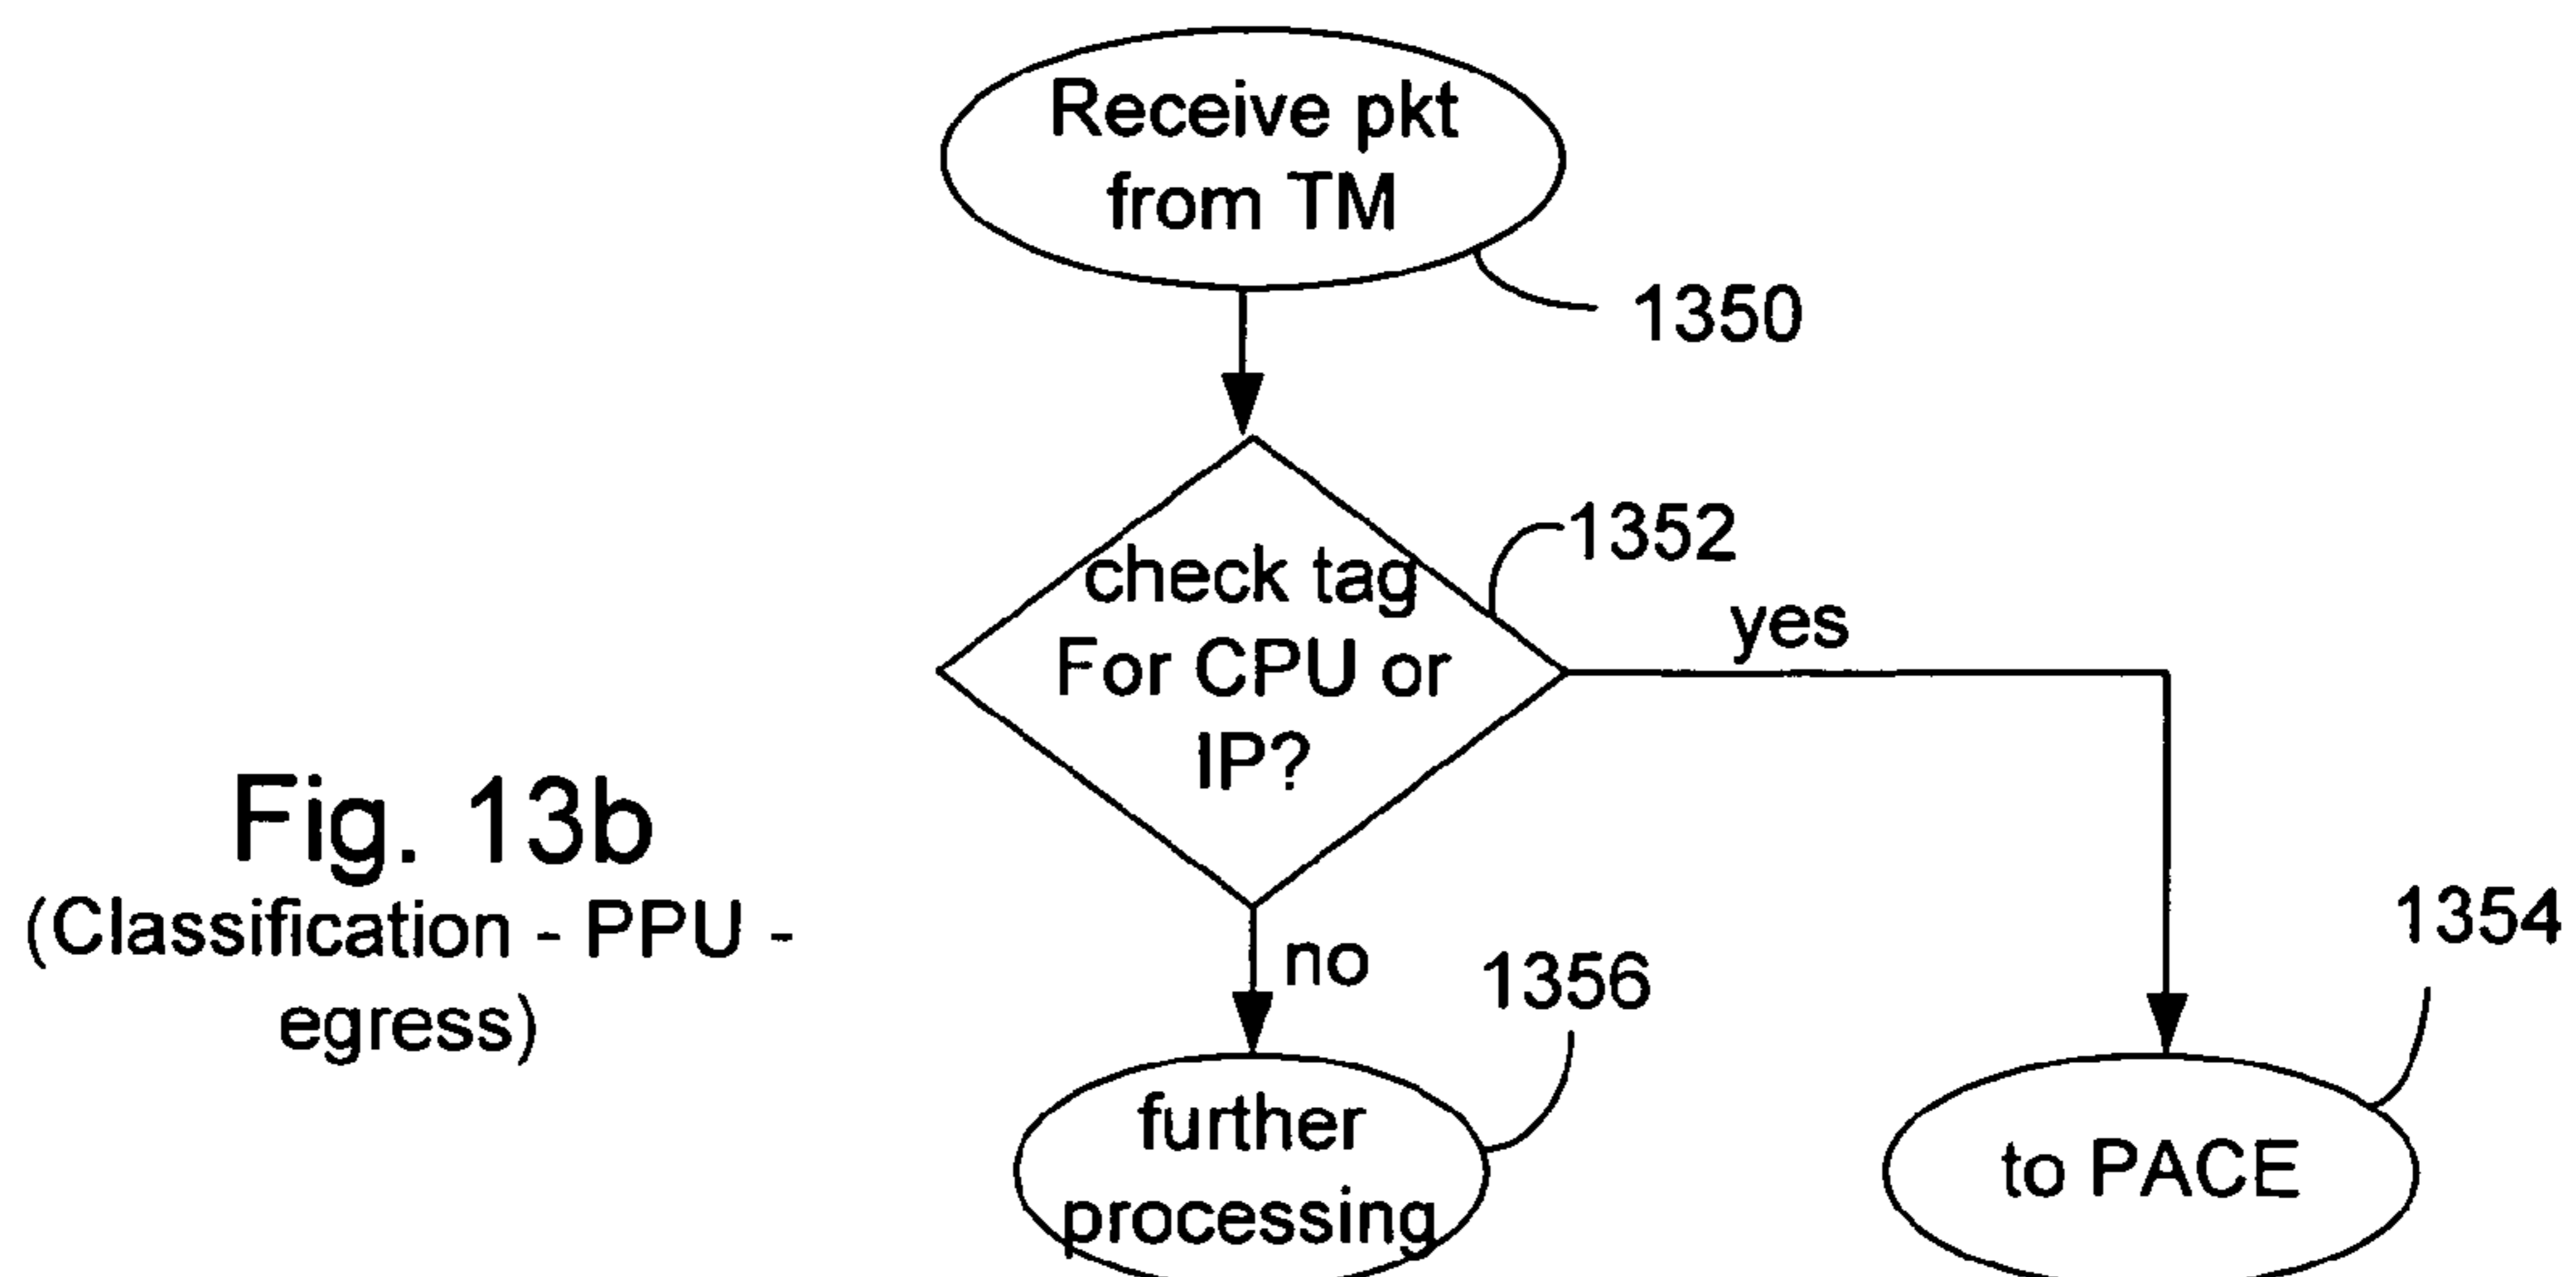 Receive pkt
from TM
1350
check tag
For CPU or
IP?
1352
yes
no
1356
further
processing
1354
to PACE
Fig. 13b
(Classification - PPU -
egress)